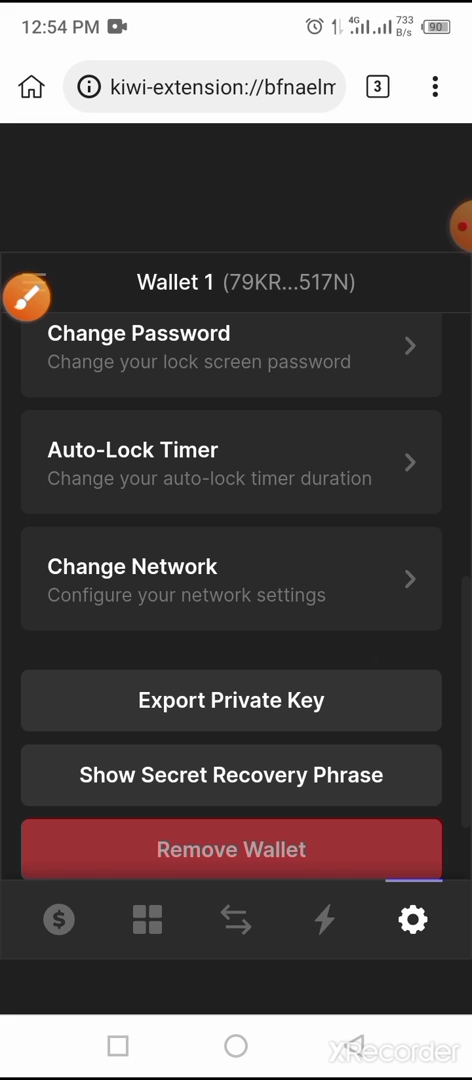 12:54 PM
4G
733
B/s
90
kiwi-extension://bfnaelm
3
Wallet 1 (79KR...517N)
Change Password
Change your lock screen password
Auto-Lock Timer
Change your auto-lock timer duration
Change Network
Configure your network settings
Export Private Key
Show Secret Recovery Phrase
Remove Wallet
$
XRecorder